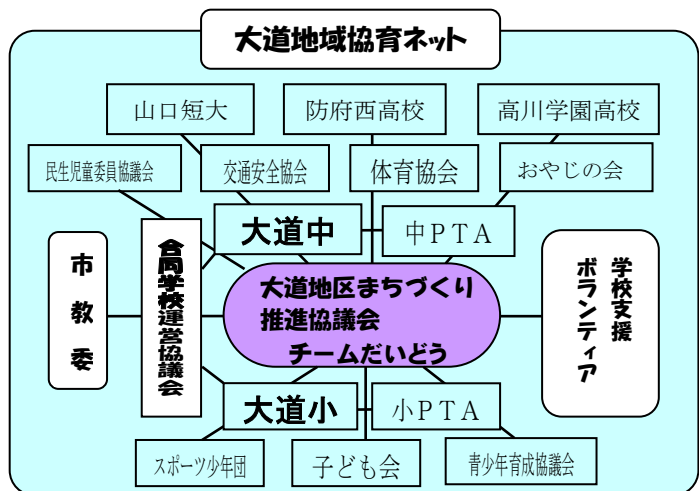 大道地域協育ネット
山口短大
防府西高校
高川学園高校
民生児童委員協議会
交通安全協会
体育協会
おやじの会
大道中
中PTA
市教委
合同学校運営協議会
大道地区まちづくり
推進協議会
チームだいどう
学校支援
ボランティア
大道小
小PTA
スポーツ少年団
子ども会
青少年育成協議会